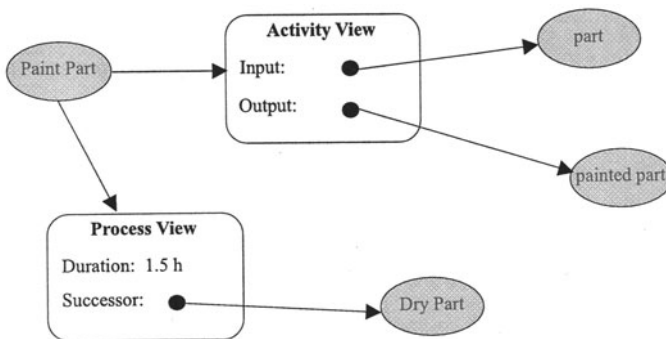 Activity View
part
Paint Part
Input:
Output:
painted part
Process View
Duration: 1.5 h
Successor:
Dry Part